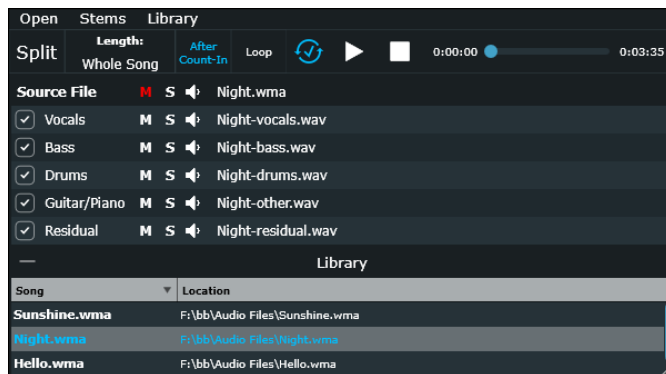 Open Stems Library
Split Length: Whole Song After Count-In Loop 0:00:00 0:03:35
Source File M S Night.wma
Vocals M S Night-vocals.wav
Bass M S Night-bass.wav
Drums M S Night-drums.wav
Guitar/Piano M S Night-other.wav
Residual M S Night-residual.wav
Library
Song Location
Sunshine.wma F:\bb\Audio Files\Sunshine.wma
Night.wma F:\bb\Audio Files\Night.wma
Hello.wma F:\bb\Audio Files\Hello.wma